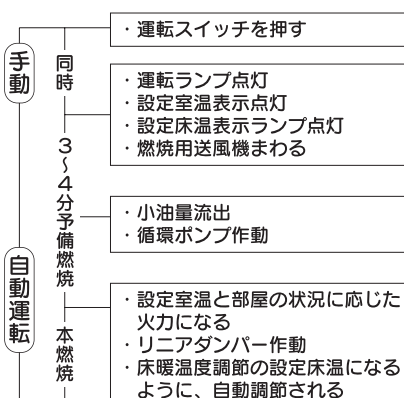 手動
・運転スイッチを押す
同時
・運転ランプ点灯
・設定室温表示点灯
・設定床温表示ランプ点灯
・燃焼用送風機まわる
3〜4分予備燃焼
・小油量流出
・循環ポンプ作動
自動運転
本燃焼
・設定室温と部屋の状況に応じた
火力になる
・リニアダンパー作動
・床暖温度調節の設定床温になる
ように、自動調節される